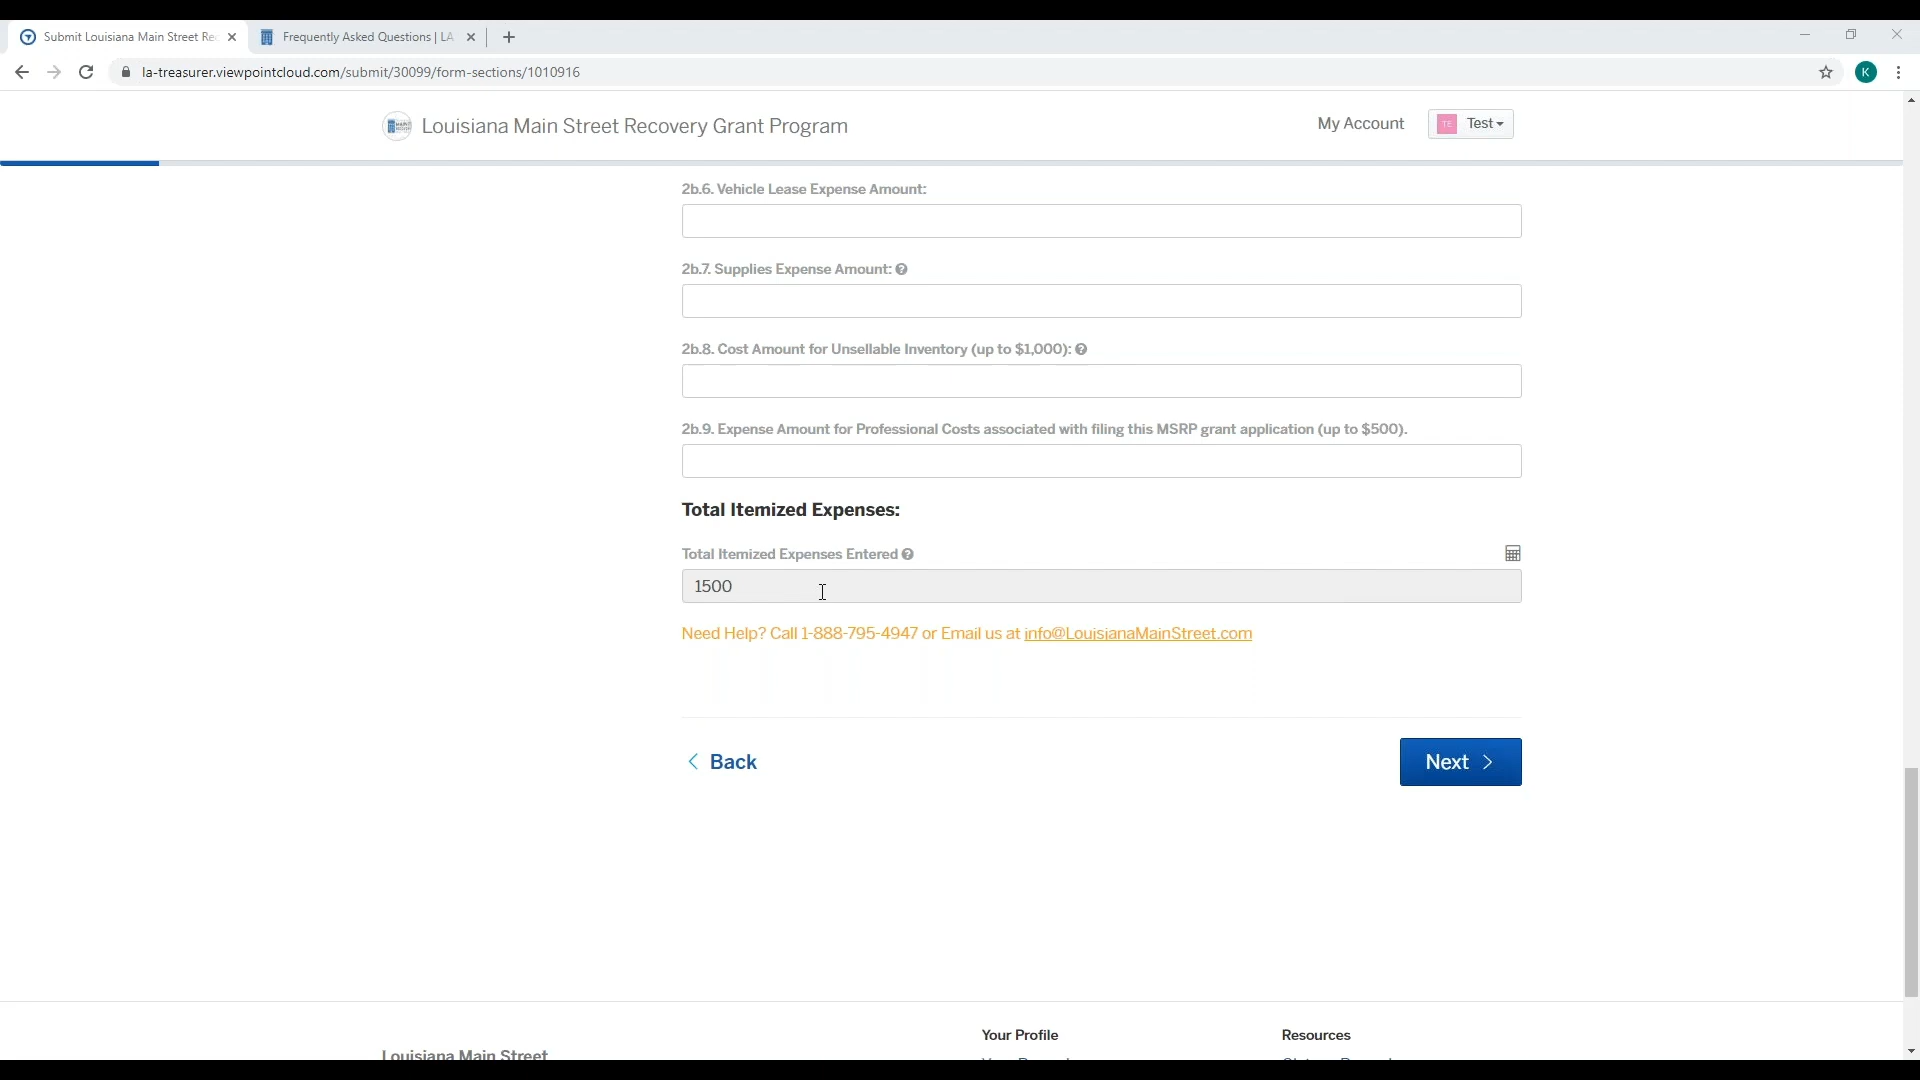 Submit Louisiana Main Street Rec
Frequently Asked Questions | LA
la-treasurer.viewpointcloud.com/submit/30099/form-sections/1010916
K
Louisiana Main Street Recovery Grant Program
My Account
TE
Test
2b.6. Vehicle Lease Expense Amount:
2b.7. Supplies Expense Amount:
2b.8. Cost Amount for Unsellable Inventory (up to $1,000):
2b.9. Expense Amount for Professional Costs associated with filing this MSRP grant application (up to $500).
Total Itemized Expenses:
Total Itemized Expenses Entered
1500
Need Help? Call 1-888-795-4947 or Email us at info@LouisianaMainStreet.com
Back
Next
Your Profile
Resources
Louisiana Main Street